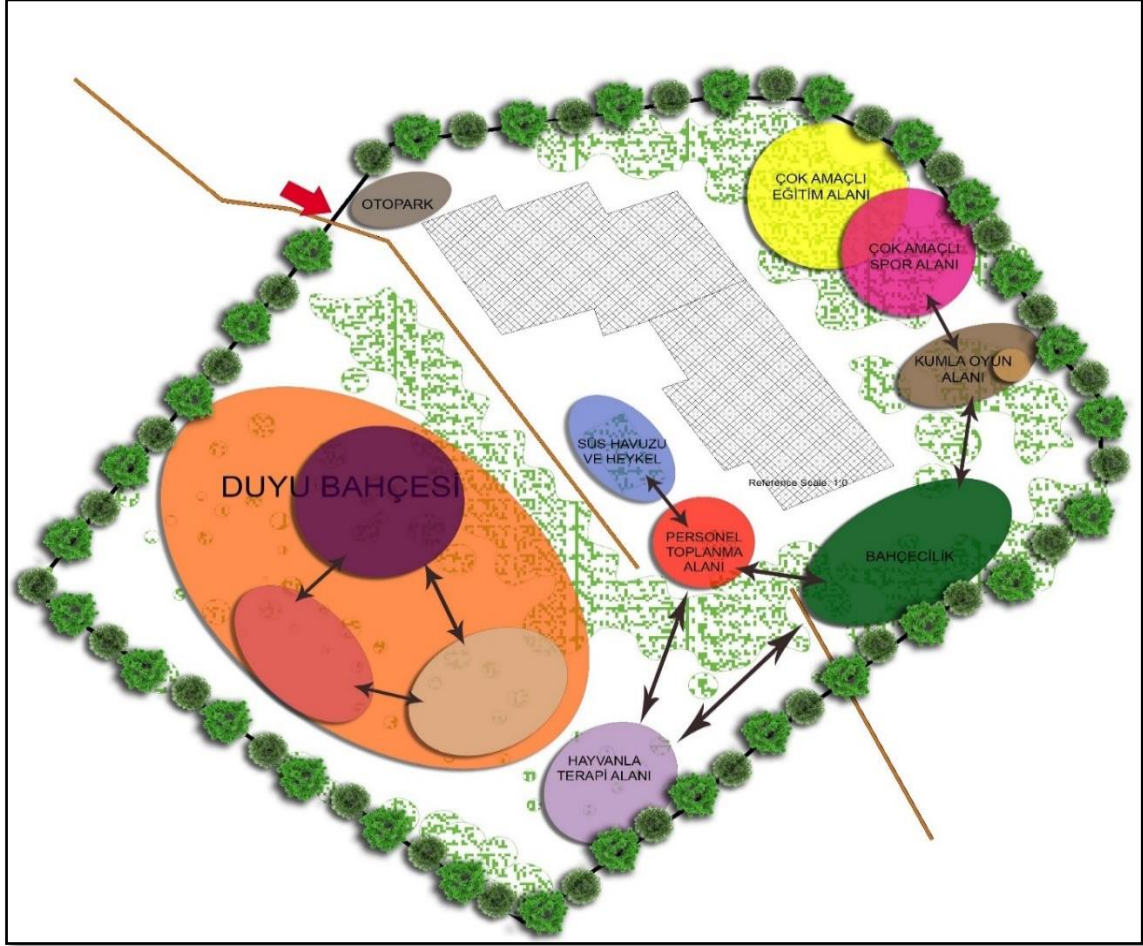 OTOPARK
ÇOK AMAÇLI
EĞİTİM ALANI
ÇOK AMAÇLI
SPOR ALANI
KUMLA OYUN
ALANI
SÜS HAVUZU
VE HEYKEL
DUYU BAHÇESİ
Reference Scale: 1:0
PERSONEL
TOPLANMA
ALANI
BAHÇECİLİK
HAYVANLA
TERAPİ ALANI